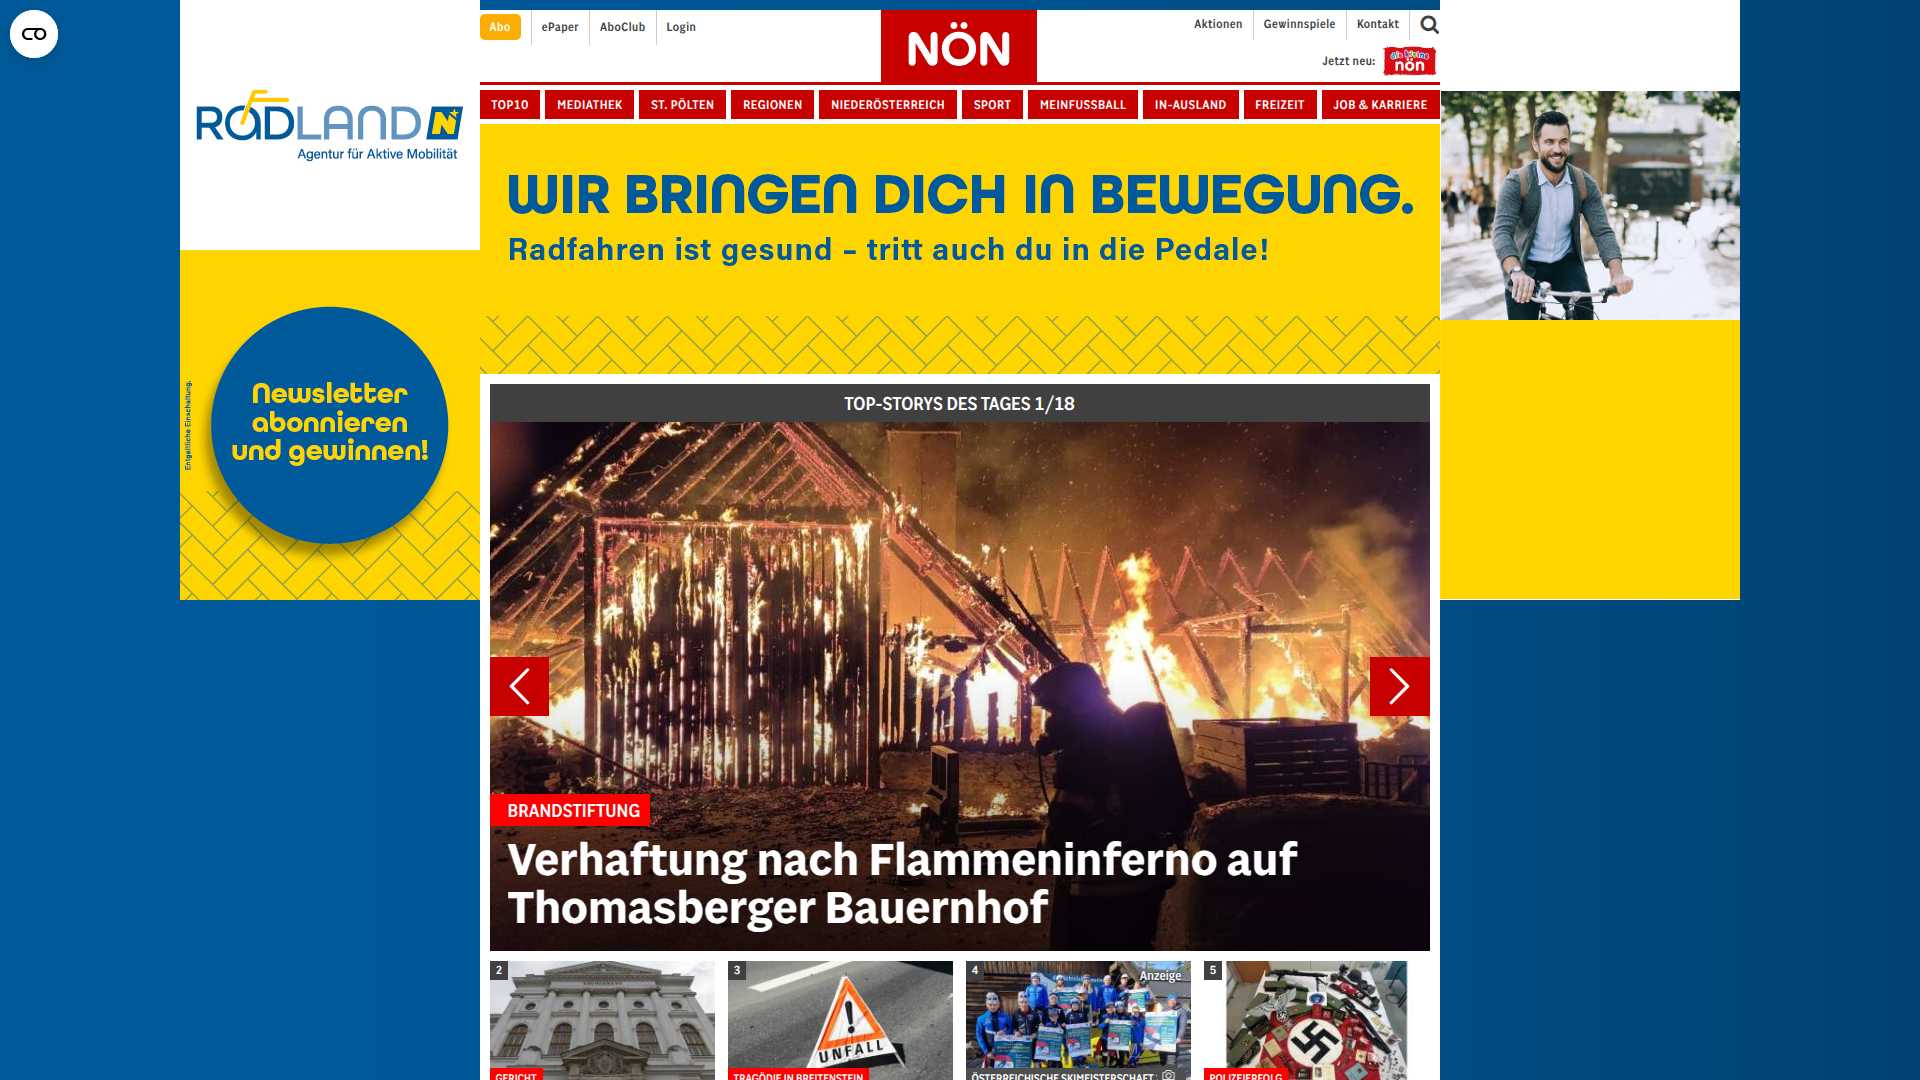 Abo
ePaper
AboClub
Login
NÖN
Aktionen
Gewinnspiele
Kontakt
Jetzt neu:
die kleine
nön
TOP10
MEDIATHEK
ST. PÖLTEN
REGIONEN
NIEDERÖSTERREICH
SPORT
MEINFUSSBALL
IN-AUSLAND
FREIZEIT
JOB & KARRIERE
RADLAND N
Agentur für Aktive Mobilität
WIR BRINGEN DICH IN BEWEGUNG.
Radfahren ist gesund – tritt auch du in die Pedale!
Newsletter
abonnieren
und gewinnen!
Entgeltliche Einschaltung.
TOP-STORYS DES TAGES 1/18
BRANDSTIFTUNG
Verhaftung nach Flammeninferno auf
Thomasberger Bauernhof
2
GERICHT
3
UNFALL
TRAGÖDIE IN BREITENSTEIN
4
Anzeige
ÖSTERREICHISCHE SKIMEISTERSCHAFT
5
POLIZEIERFOLG